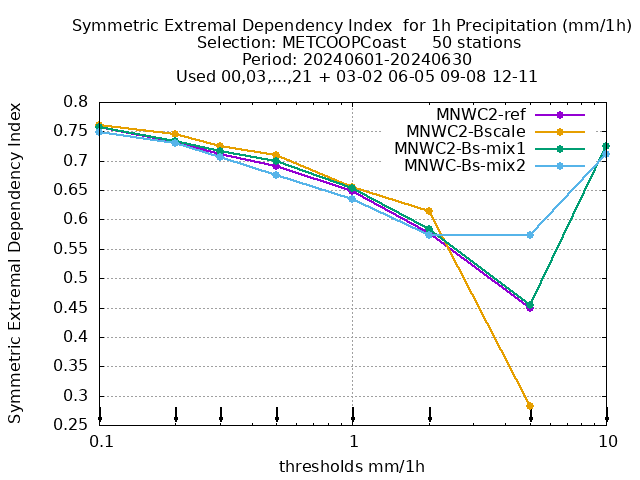 Symmetric Extremal Dependency Index  for 1h Precipitation (mm/1h)
Selection: METCOOPCoast     50 stations
Period: 20240601-20240630
Used 00,03,...,21 + 03-02 06-05 09-08 12-11
Symmetric Extremal Dependency Index
0.8
0.75
0.7
0.65
0.6
0.55
0.5
0.45
0.4
0.35
0.3
0.25
MNWC2-ref
MNWC2-Bscale
MNWC2-Bs-mix1
MNWC-Bs-mix2
0.1
1
10
thresholds mm/1h